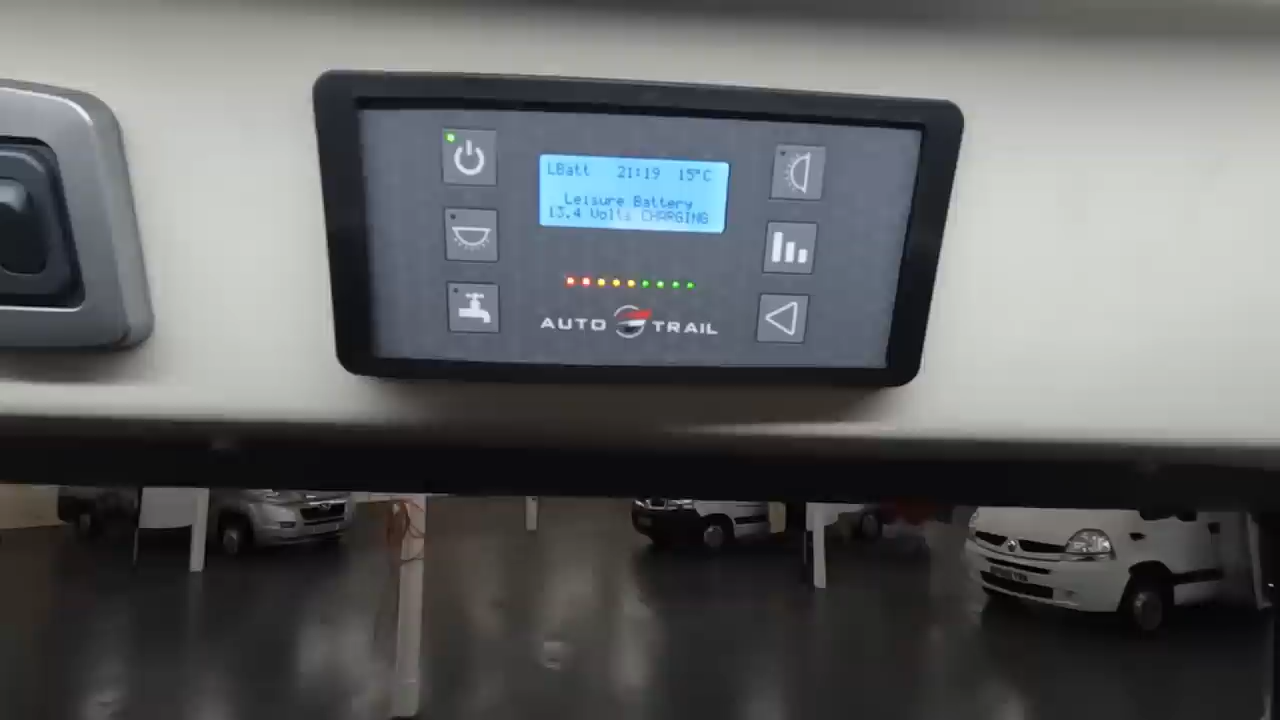 LBatt 21:19 15°C
Leisure Battery
13.4 Volts CHARGING
AUTO TRAIL